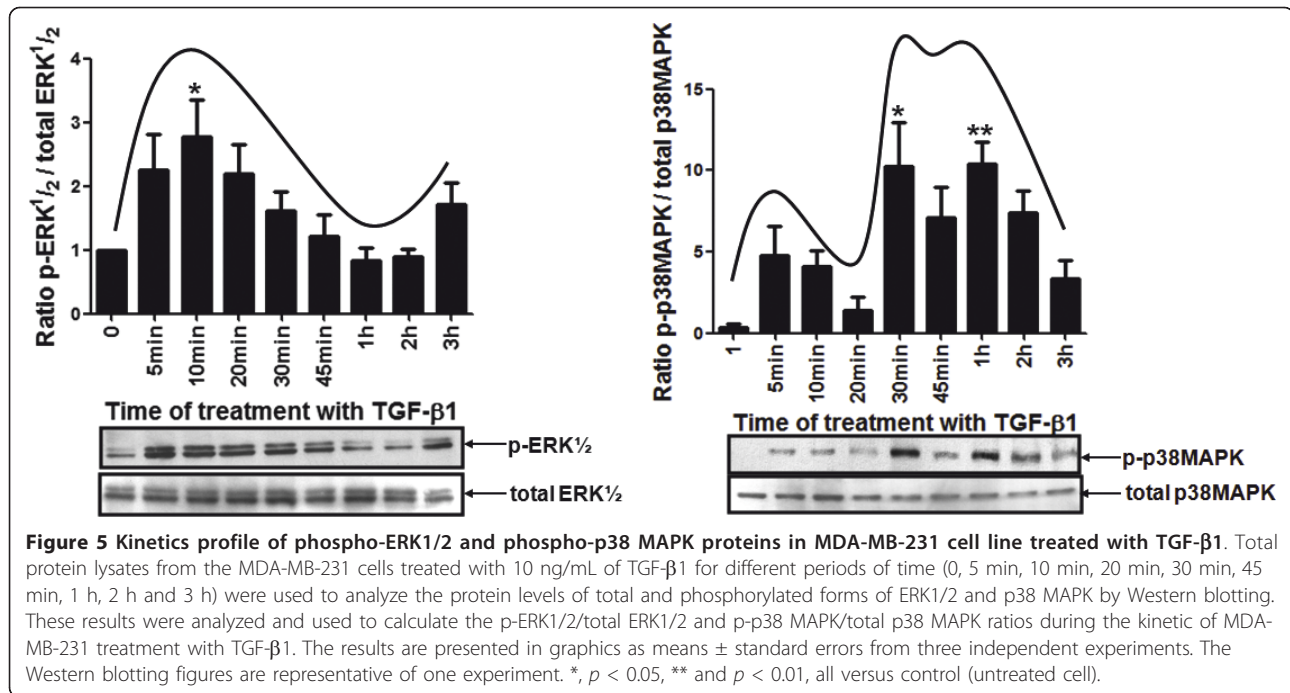 Ratio p-ERK¹/₂ / total ERK¹/₂
4
3
2
1
0
*
0
5min
10min
20min
30min
45min
1h
2h
3h
Time of treatment with TGF-β1
p-ERK½
total ERK½
Ratio p-p38MAPK / total p38MAPK
15
10
5
0
*
**
1
5min
10min
20min
30min
45min
1h
2h
3h
Time of treatment with TGF-β1
p-p38MAPK
total p38MAPK
Figure 5 Kinetics profile of phospho-ERK1/2 and phospho-p38 MAPK proteins in MDA-MB-231 cell line treated with TGF-β1. Total
protein lysates from the MDA-MB-231 cells treated with 10 ng/mL of TGF-β1 for different periods of time (0, 5 min, 10 min, 20 min, 30 min, 45
min, 1 h, 2 h and 3 h) were used to analyze the protein levels of total and phosphorylated forms of ERK1/2 and p38 MAPK by Western blotting.
These results were analyzed and used to calculate the p-ERK1/2/total ERK1/2 and p-p38 MAPK/total p38 MAPK ratios during the kinetic of MDA-
MB-231 treatment with TGF-β1. The results are presented in graphics as means ± standard errors from three independent experiments. The
Western blotting figures are representative of one experiment. *, p < 0.05, ** and p < 0.01, all versus control (untreated cell).